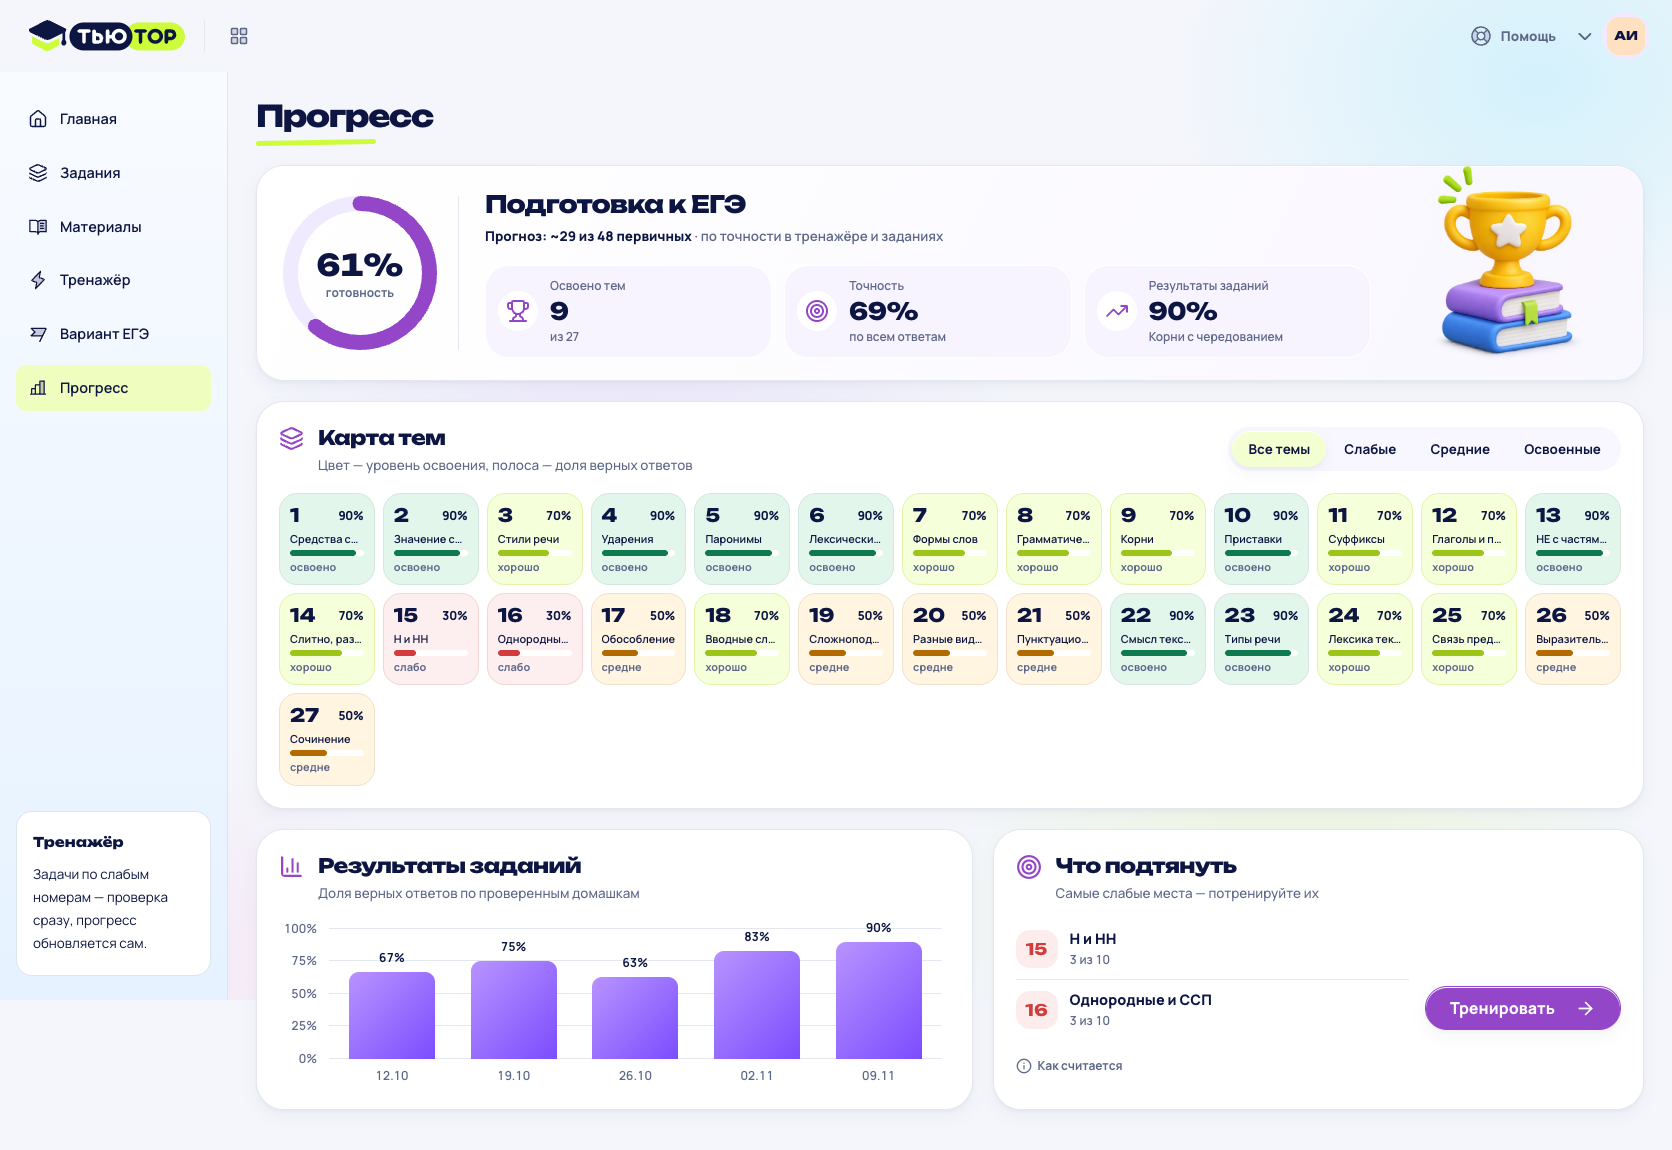 ТЬЮТОР
Помощь
АИ
Главная
Задания
Материалы
Тренажёр
Вариант ЕГЭ
Прогресс
Тренажёр
Задачи по слабым
номерам — проверка
сразу, прогресс
обновляется сам.
Прогресс
61%
готовность
Подготовка к ЕГЭ
Прогноз: ~29 из 48 первичных · по точности в тренажёре и заданиях
Освоено тем
9
из 27
Точность
69%
по всем ответам
Результаты заданий
90%
Корни с чередованием
Карта тем
Цвет — уровень освоения, полоса — доля верных ответов
Все темы Слабые Средние Освоенные
1 90%
Средства с...
освоено
2 90%
Значение с...
освоено
3 70%
Стили речи
хорошо
4 90%
Ударения
освоено
5 90%
Паронимы
освоено
6 90%
Лексически...
освоено
7 70%
Формы слов
хорошо
8 70%
Грамматиче...
хорошо
9 70%
Корни
хорошо
10 90%
Приставки
освоено
11 70%
Суффиксы
хорошо
12 70%
Глаголы и п...
хорошо
13 90%
НЕ с частям...
освоено
14 70%
Слитно, раз...
хорошо
15 30%
Н и НН
слабо
16 30%
Однородны...
слабо
17 50%
Обособление
средне
18 70%
Вводные сл...
хорошо
19 50%
Сложнопод...
средне
20 50%
Разные вид...
средне
21 50%
Пунктуацио...
средне
22 90%
Смысл текс...
освоено
23 90%
Типы речи
освоено
24 70%
Лексика тек...
хорошо
25 70%
Связь пред...
хорошо
26 50%
Выразитель...
средне
27 50%
Сочинение
средне
Результаты заданий
Доля верных ответов по проверенным домашкам
100%
75%
50%
25%
0%
67%
75%
63%
83%
90%
12.10 19.10 26.10 02.11 09.11
Что подтянуть
Самые слабые места — потренируйте их
15
Н и НН
3 из 10
16
Однородные и ССП
3 из 10
Тренировать
Как считается